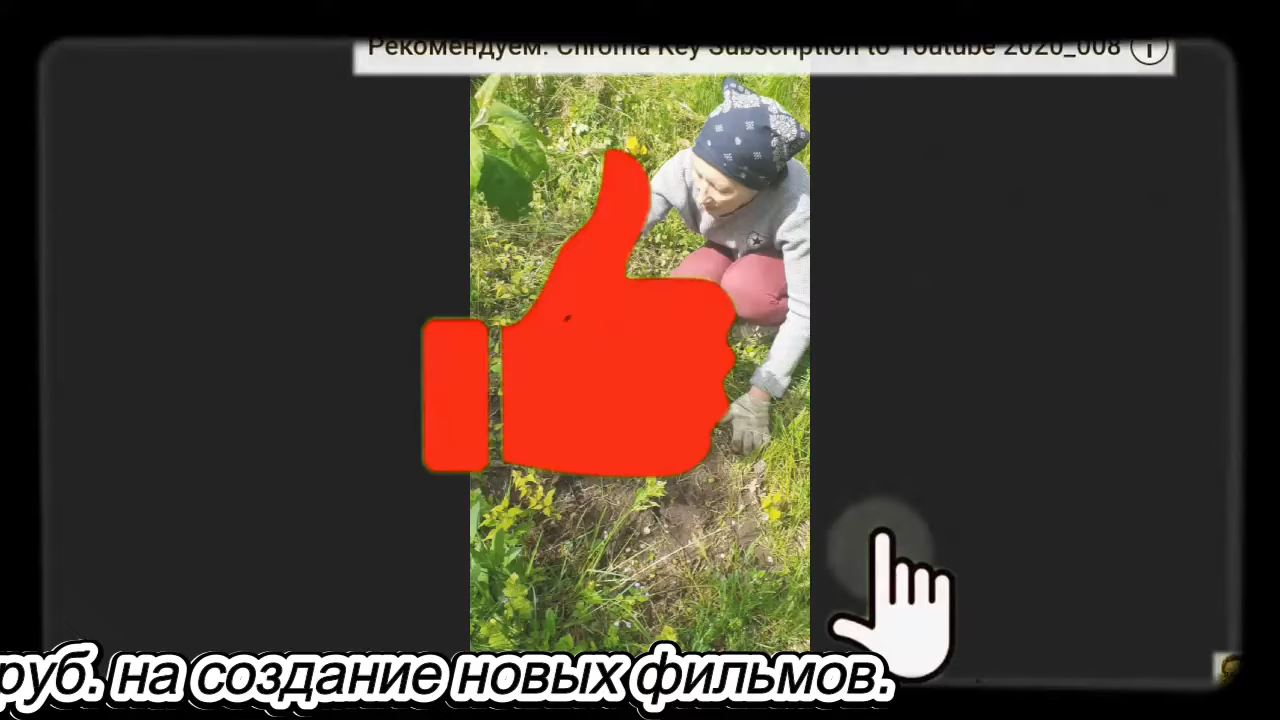 Рекомендуем: Chroma Key Subscription to Youtube 2020_008
руб. на создание новых фильмов.